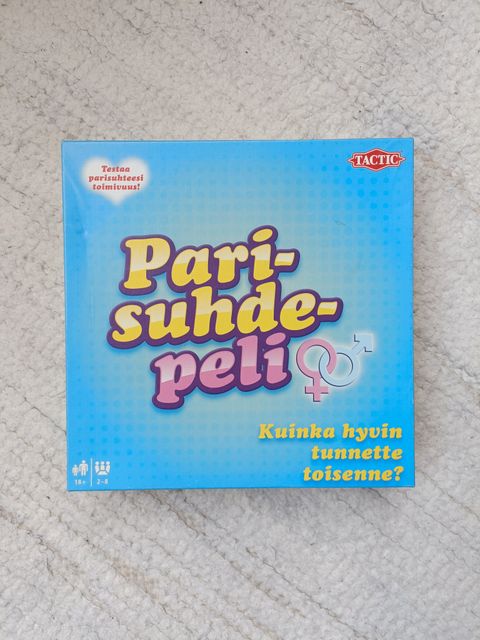 Testaa
parisuhteesi
toimivuus!
TACTIC
Pari-
suhde-
peli
Kuinka hyvin
tunnette
toisenne?
18+
2-8